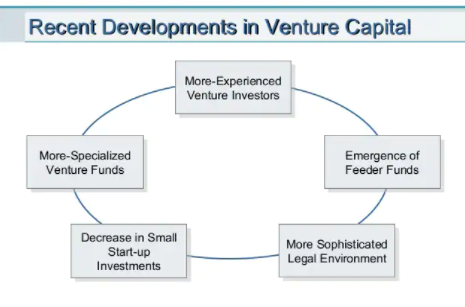 Recent Developments in Venture Capital
More-Experienced
Venture Investors
More-Specialized
Venture Funds
Emergence of
Feeder Funds
Decrease in Small
Start-up
Investments
More Sophisticated
Legal Environment